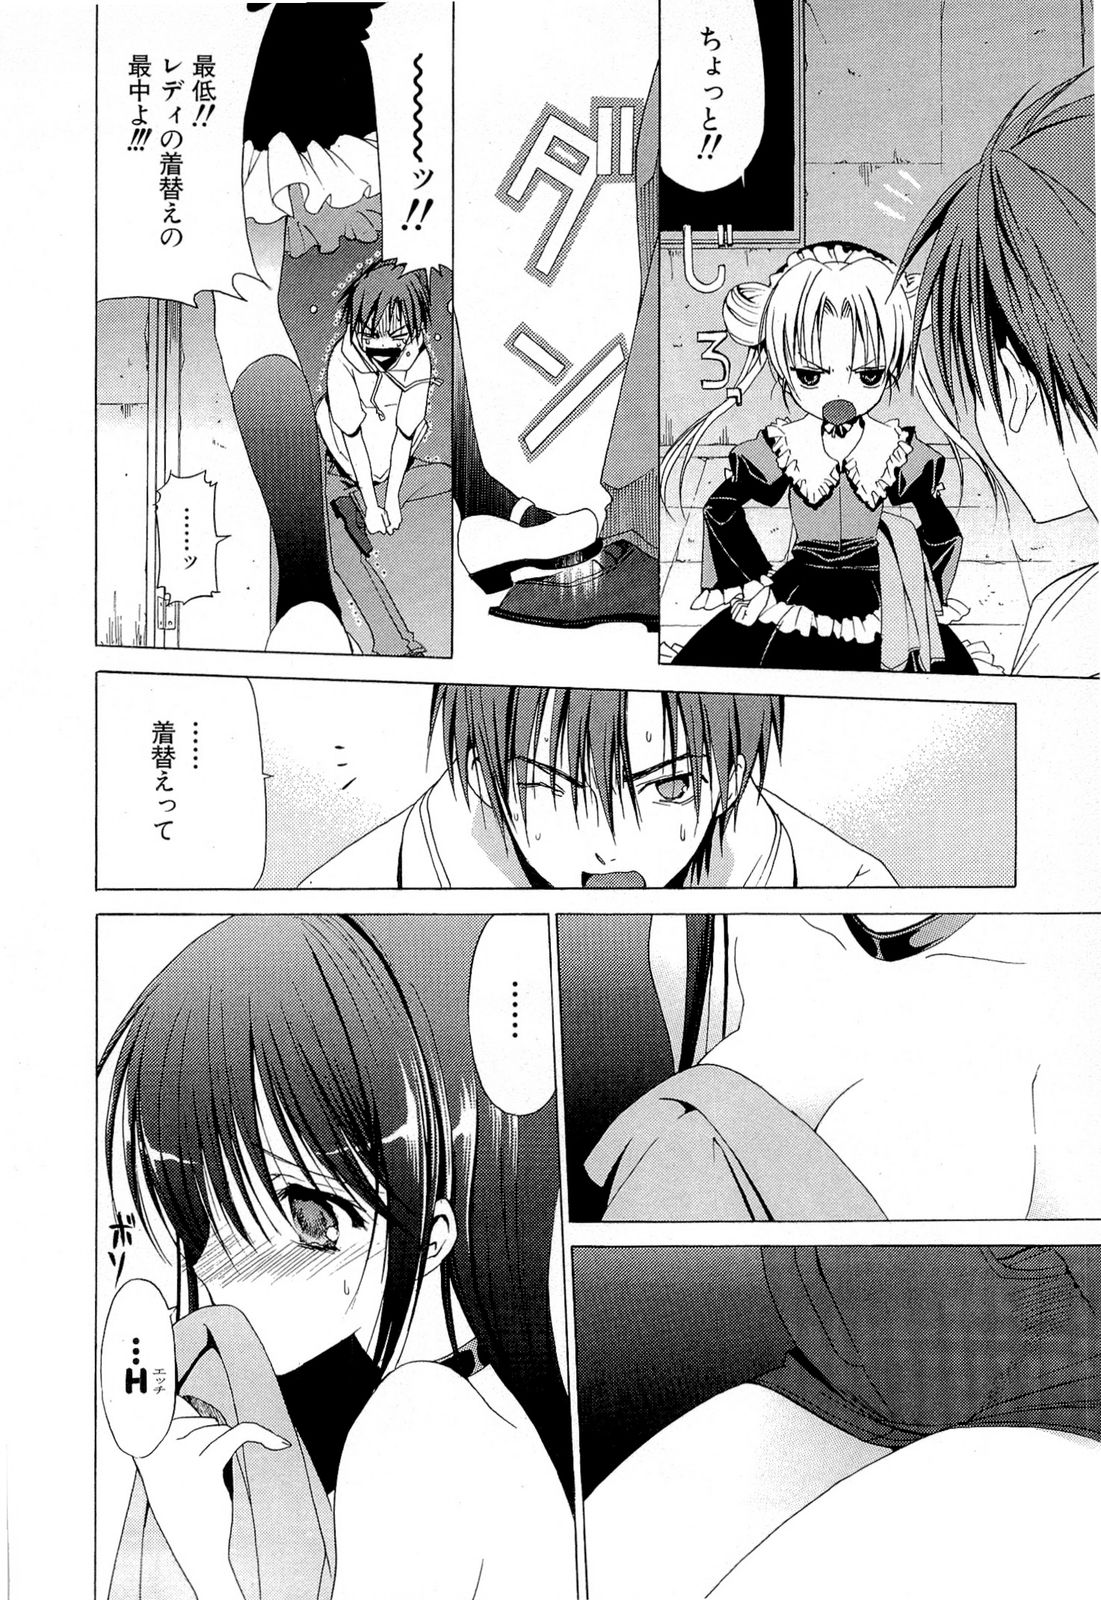 ちょっと!!
じろ
ダン
〜〜〜〜ッ!!
最低!!
レディの着替えの
最中よ!!!
……ッ
……
着替えって
……
ボソ
…H
エッチ